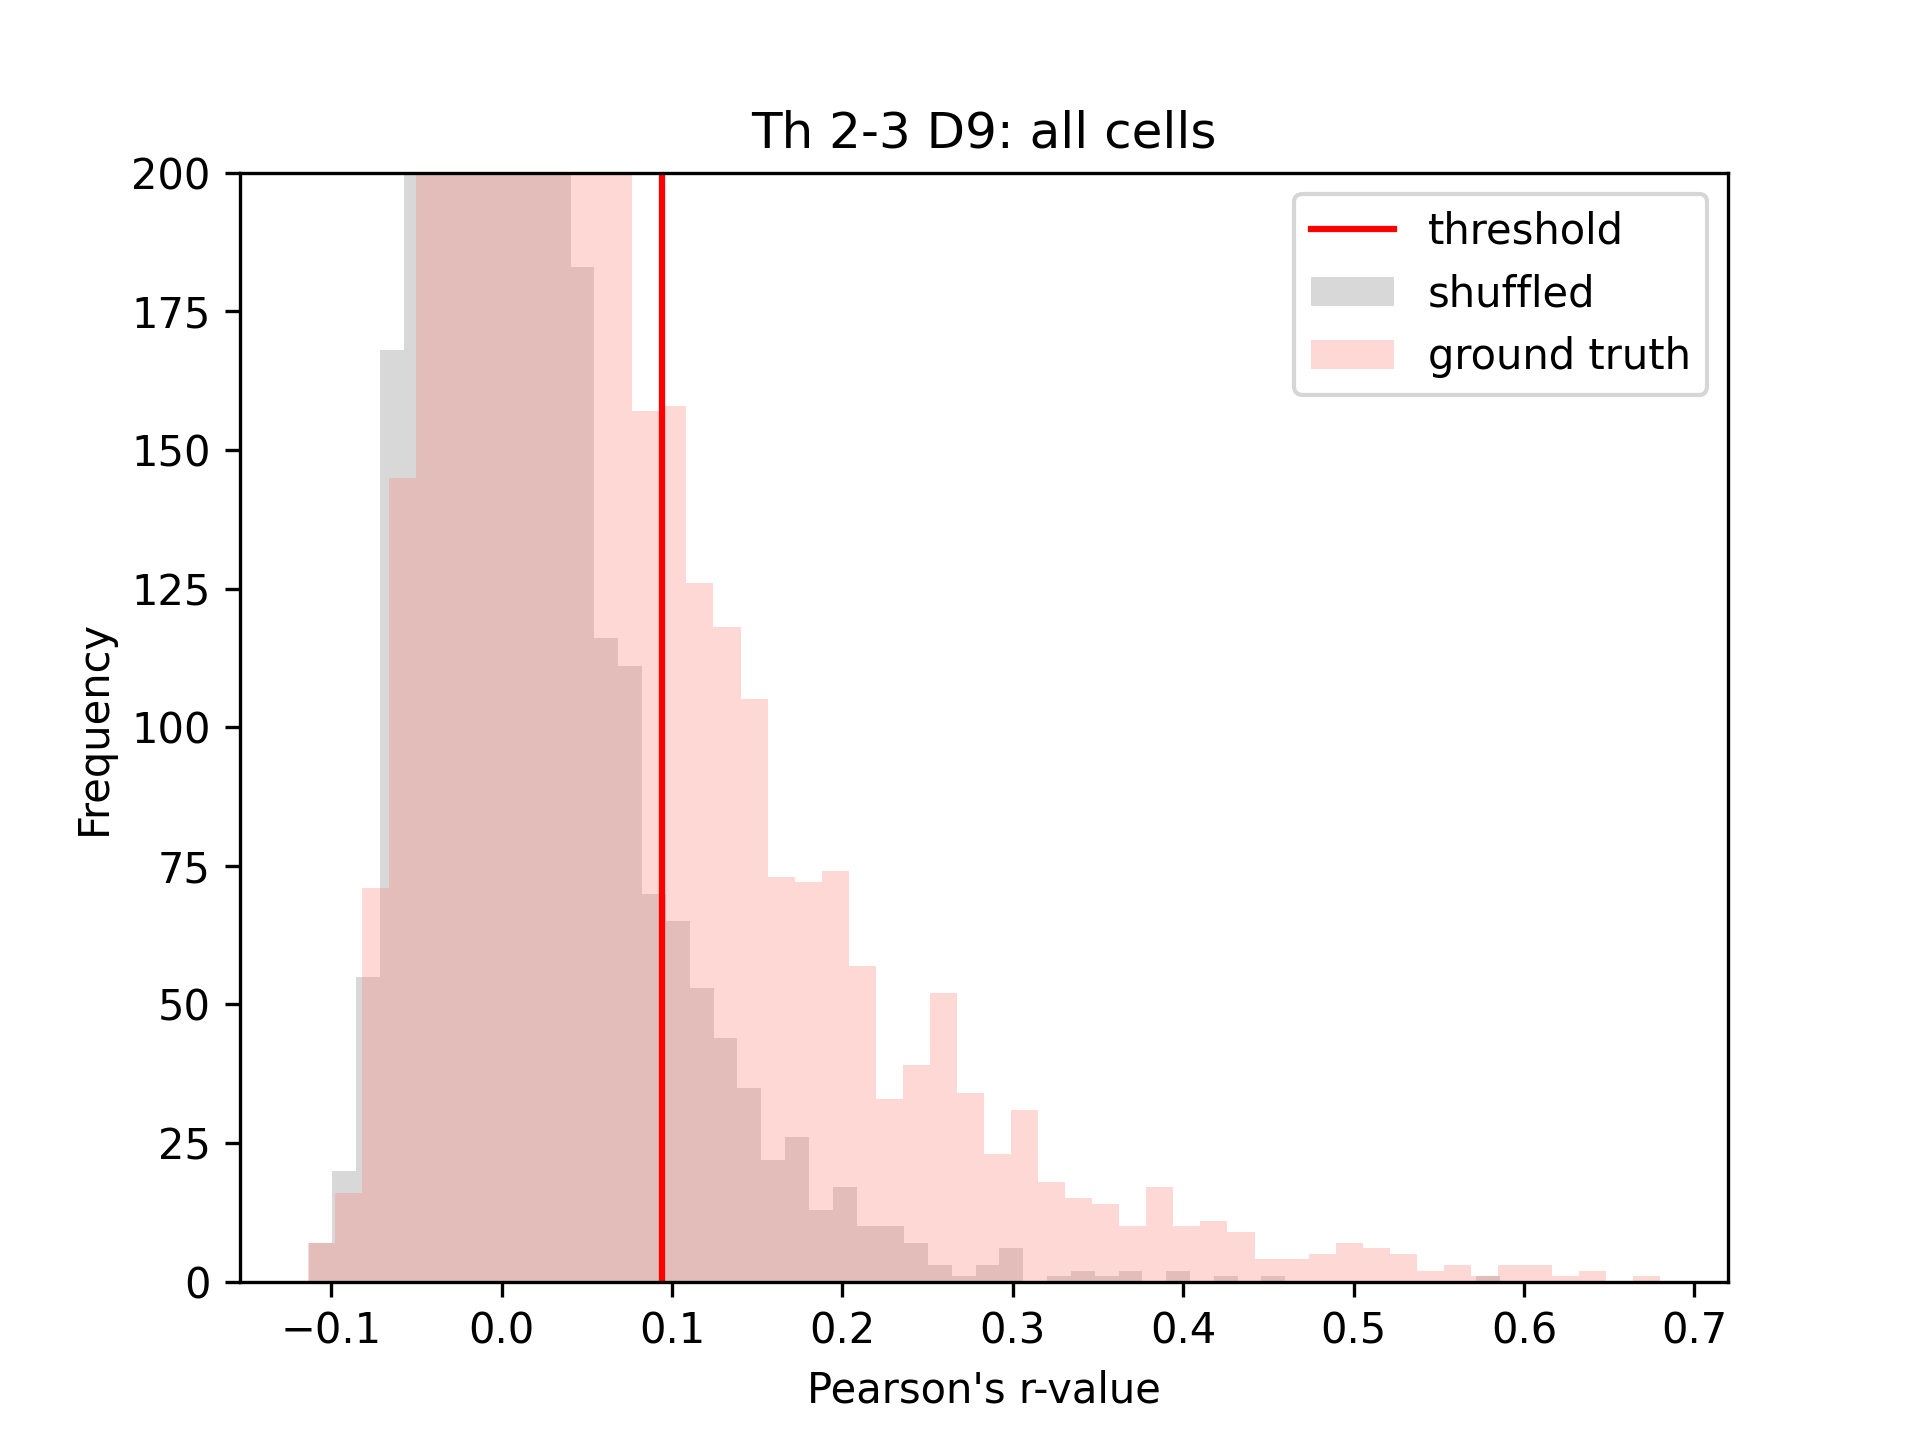 Th 2-3 D9: all cells
threshold
shuffled
ground truth
200
175
150
125
100
75
50
25
0
Frequency
−0.1 0.0 0.1 0.2 0.3 0.4 0.5 0.6 0.7
Pearson's r-value